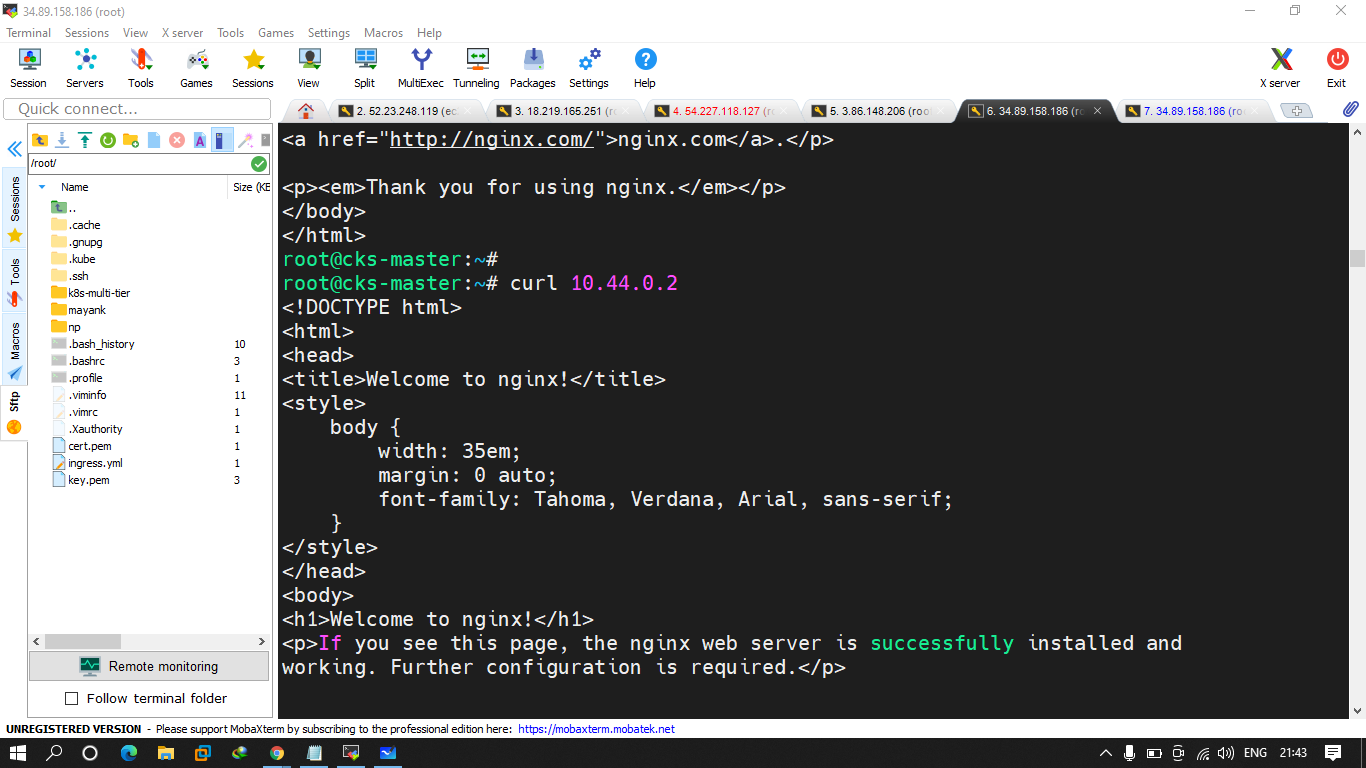 34.89.158.186 (root)
Terminal Sessions View X server Tools Games Settings Macros Help
Session Servers Tools Games Sessions View Split MultiExec Tunneling Packages Settings Help X server Exit
Quick connect...
2. 52.23.248.119 (ec
3. 18.219.165.251 (ro
4. 54.227.118.127 (ro
5. 3.86.148.206 (root
6. 34.89.158.186 (ro
7. 34.89.158.186 (ro
/root/
Name Size (KB
..
.cache
.gnupg
.kube
.ssh
k8s-multi-tier
mayank
np
.bash_history 10
.bashrc 3
.profile 1
.viminfo 11
.vimrc 1
.Xauthority 1
cert.pem 1
ingress.yml 1
key.pem 3
Sessions
Tools
Macros
Sftp
Remote monitoring
Follow terminal folder
<a href="http://nginx.com/">nginx.com</a>.</p>
<p><em>Thank you for using nginx.</em></p>
</body>
</html>
root@cks-master:~#
root@cks-master:~# curl 10.44.0.2
<!DOCTYPE html>
<html>
<head>
<title>Welcome to nginx!</title>
<style>
body {
width: 35em;
margin: 0 auto;
font-family: Tahoma, Verdana, Arial, sans-serif;
}
</style>
</head>
<body>
<h1>Welcome to nginx!</h1>
<p>If you see this page, the nginx web server is successfully installed and
working. Further configuration is required.</p>
UNREGISTERED VERSION - Please support MobaXterm by subscribing to the professional edition here: https://mobaxterm.mobatek.net
ENG 21:43